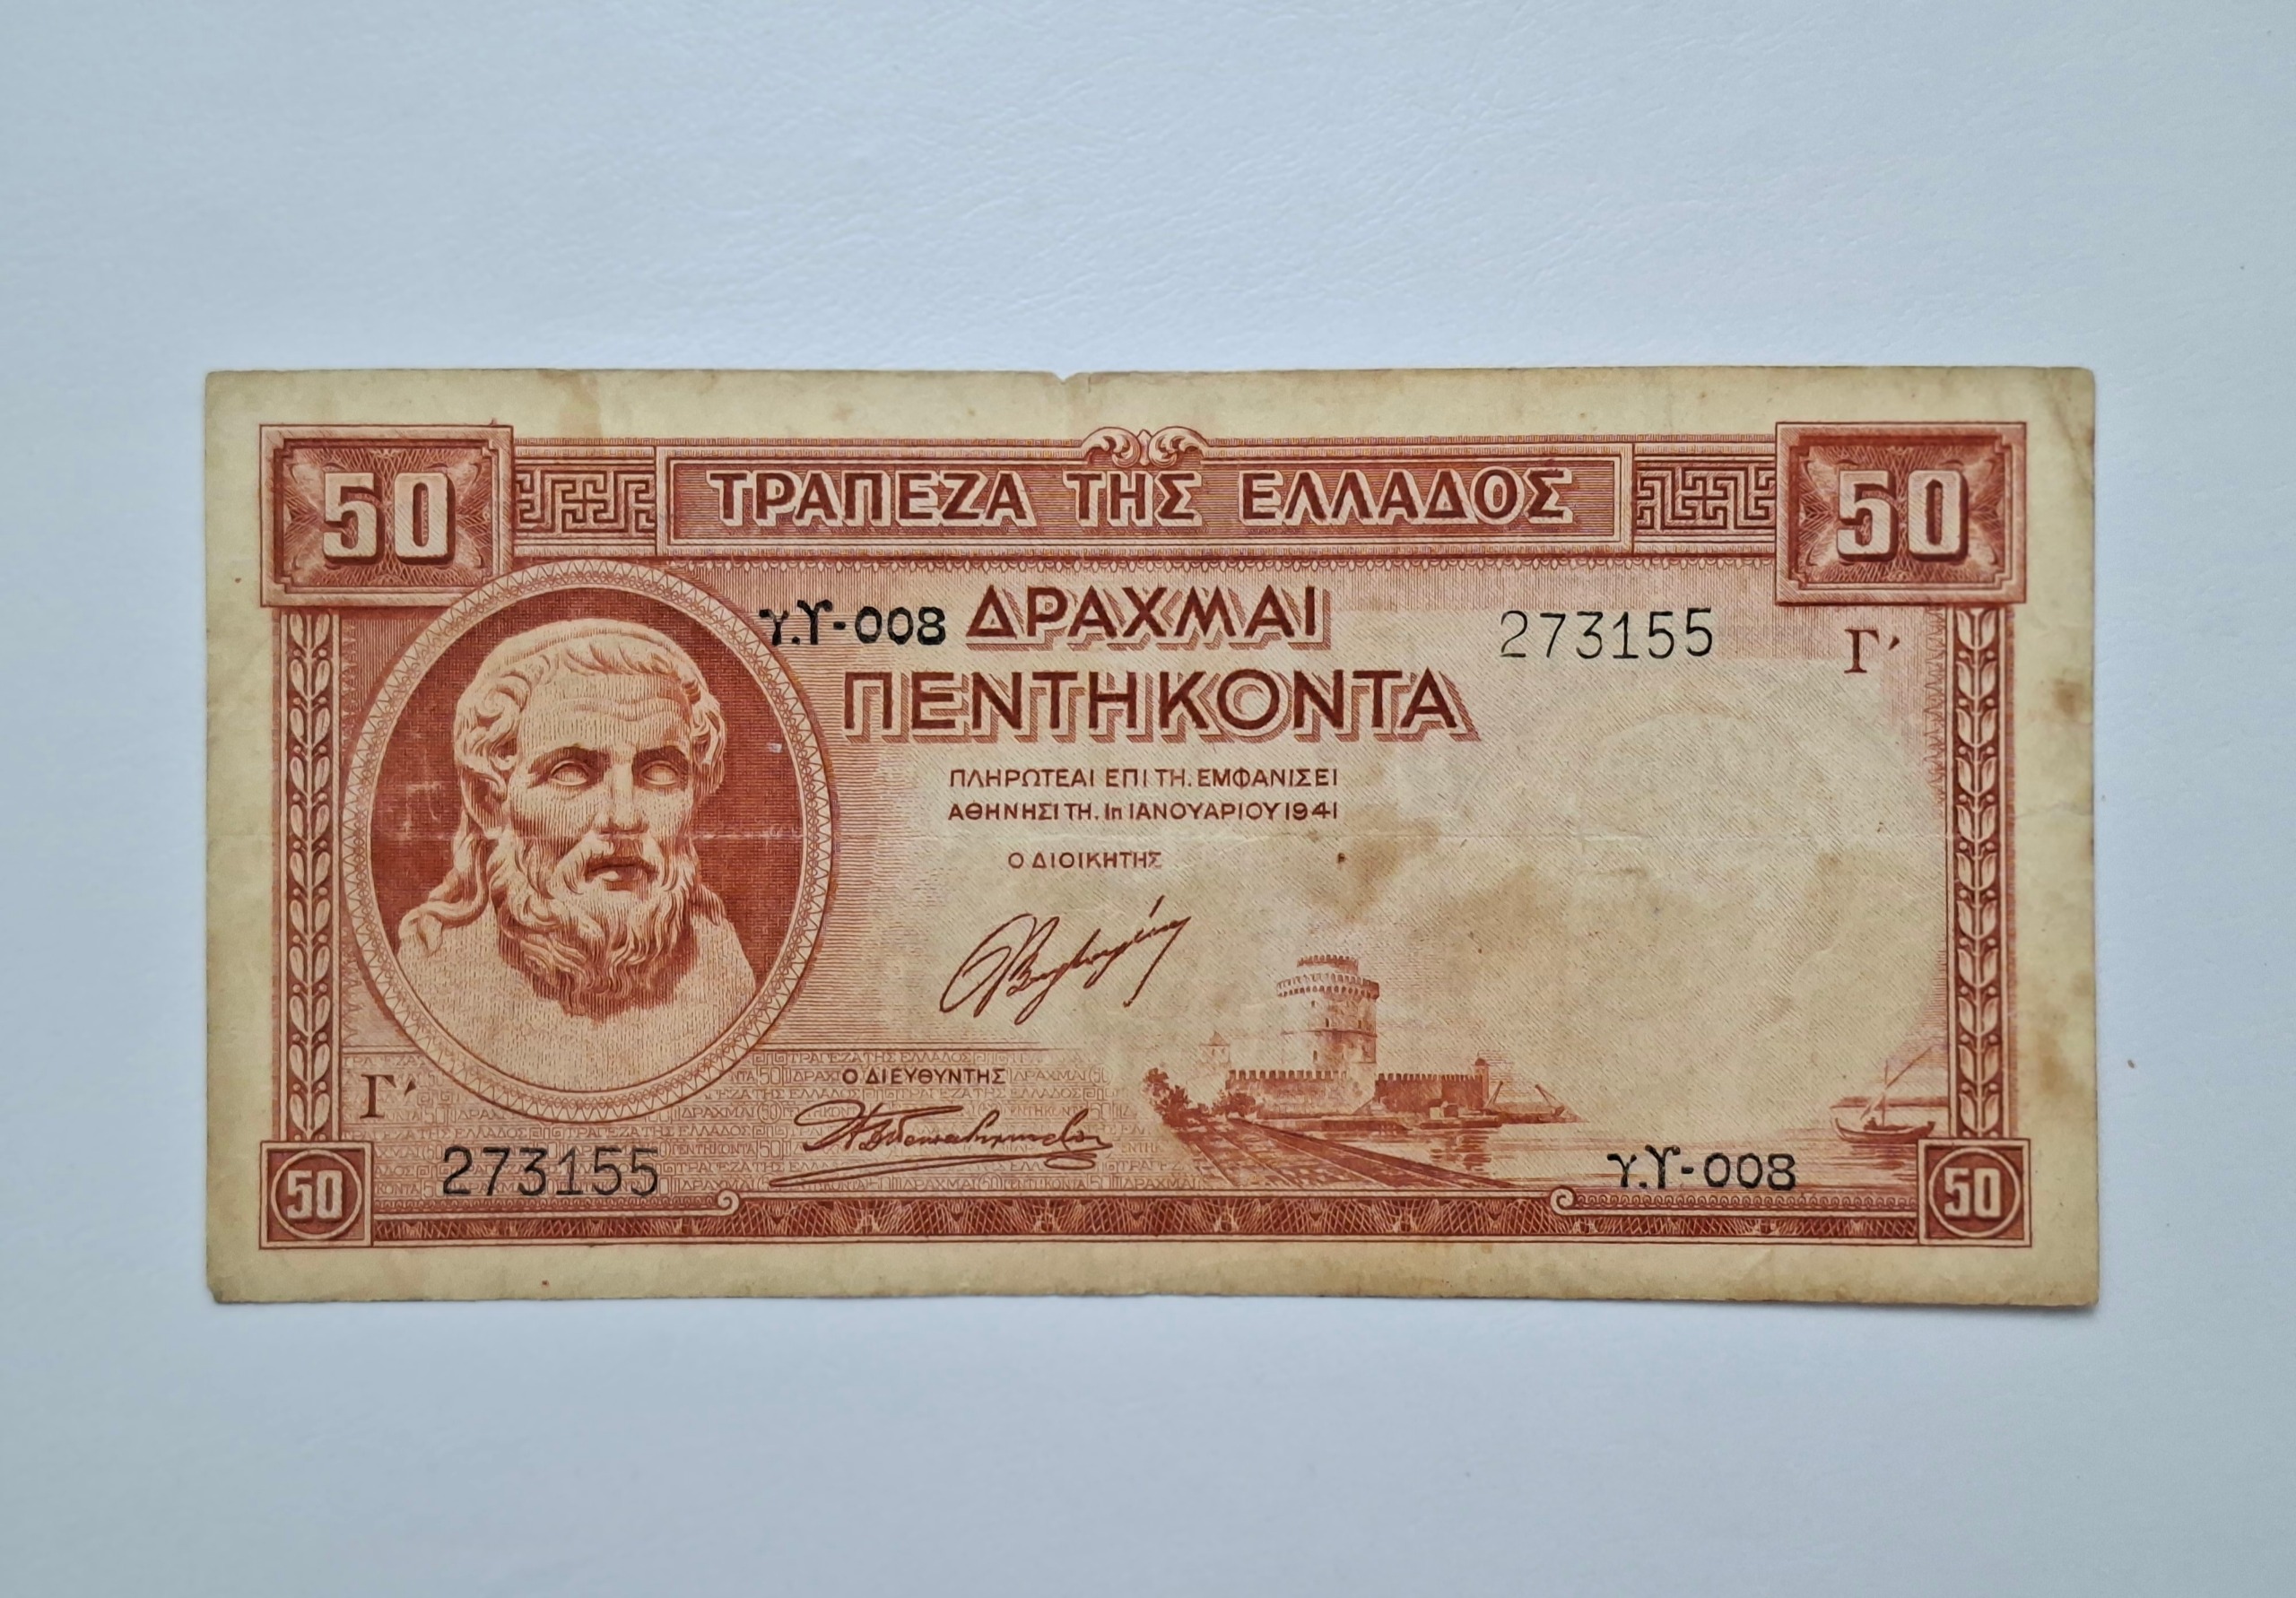 50
ΤΡΑΠΕΖΑ ΤΗΣ ΕΛΛΑΔΟΣ
50
γ.Υ-008
ΔΡΑΧΜΑΙ
273155
Γ΄
ΠΕΝΤΗΚΟΝΤΑ
ΠΛΗΡΩΤΕΑΙ ΕΠΙ ΤΗ. ΕΜΦΑΝΙΣΕΙ
ΑΘΗΝΗΣΙ ΤΗ. 1η ΙΑΝΟΥΑΡΙΟΥ 1941
Ο ΔΙΟΙΚΗΤΗΣ
Ο ΔΙΕΥΘΥΝΤΗΣ
Γ΄
273155
γ.Υ-008
50
50